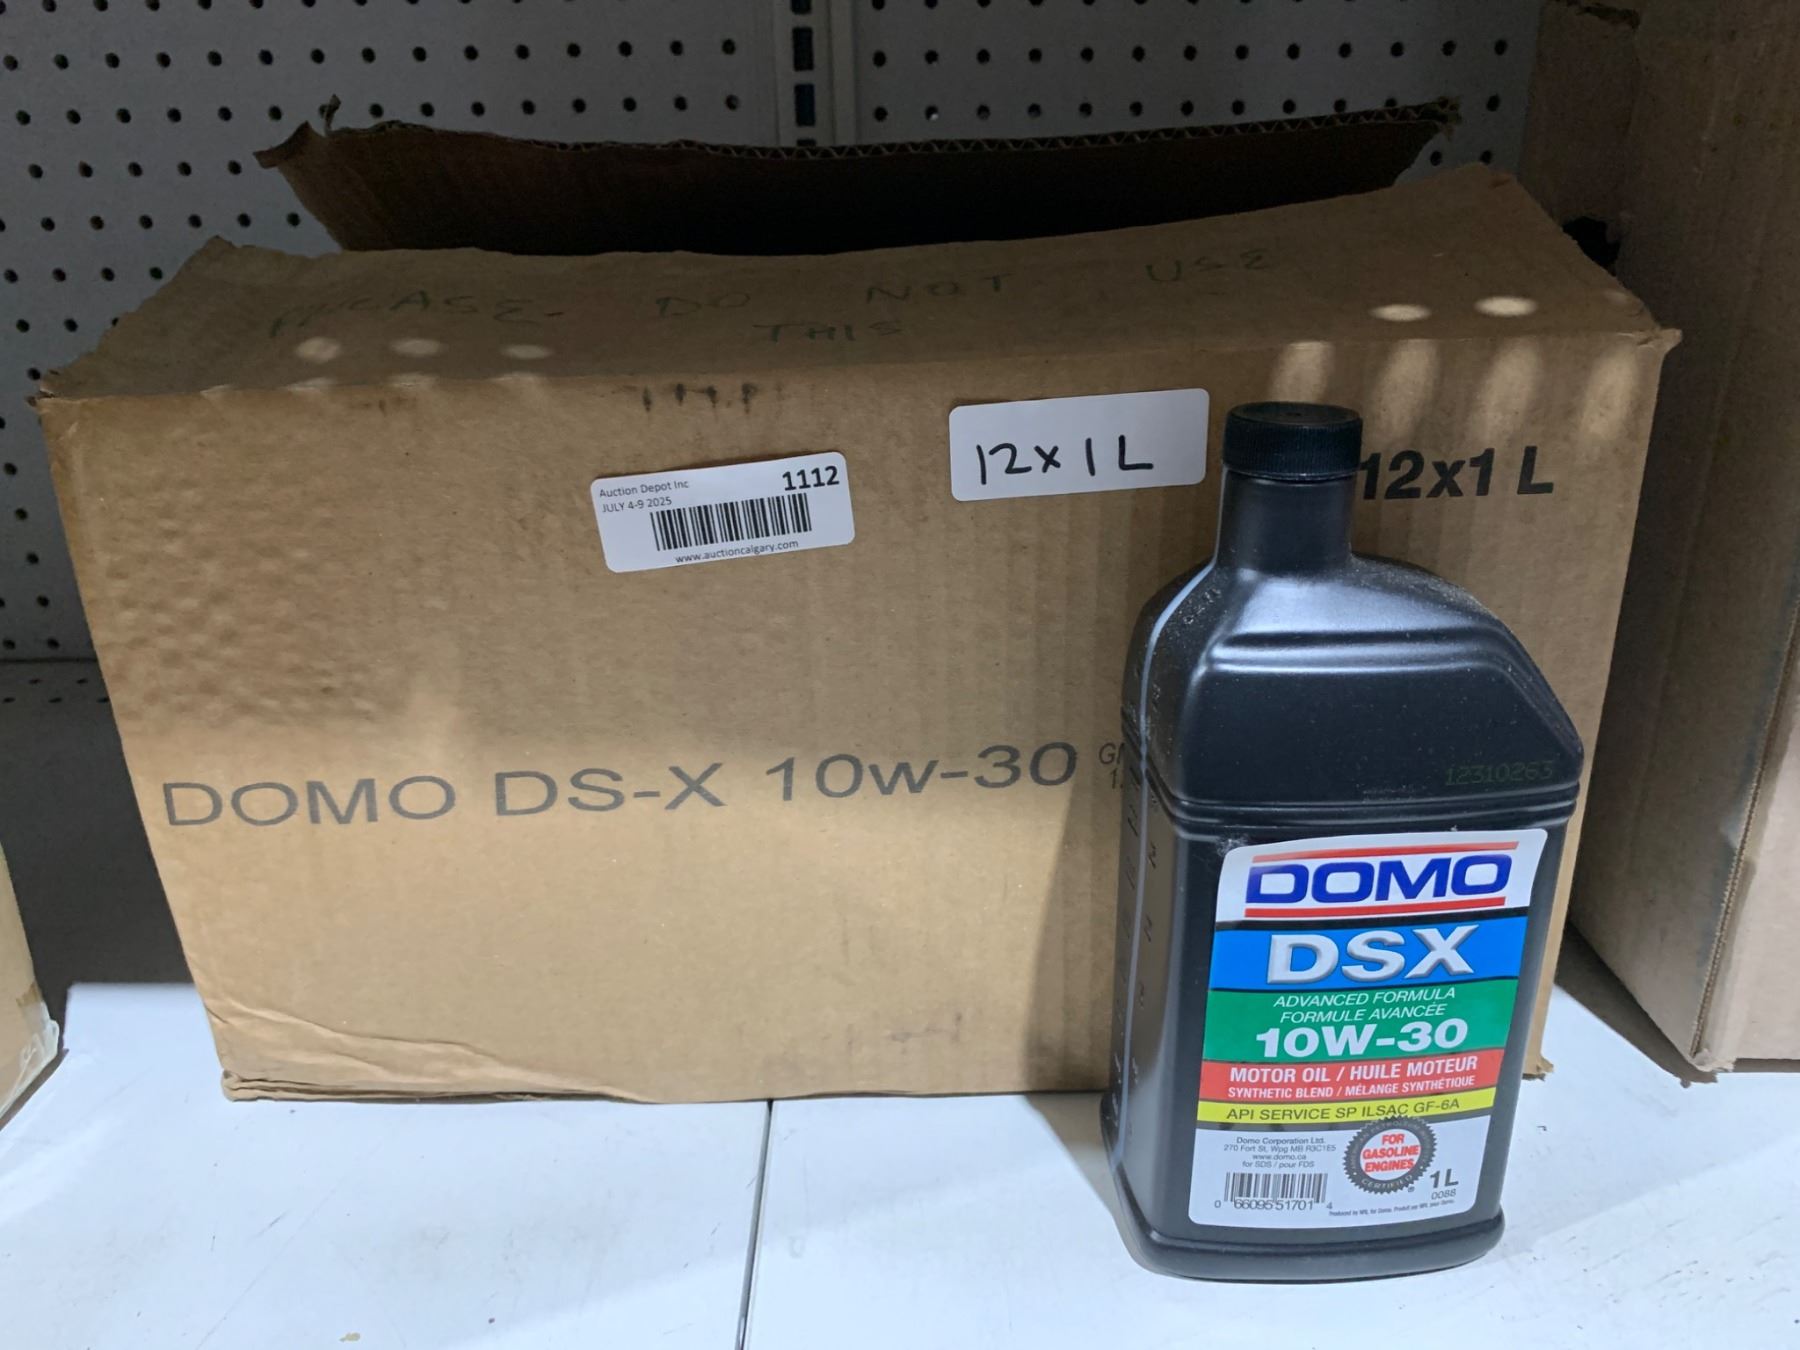 PLEASE DO NOT USE
THIS
Auction Depot Inc
JULY 4-9 2025
1112
www.auctioncalgary.com
12x1L
12x1 L
DOMO DS-X 10w-30
12310263
DOMO
DSX
ADVANCED FORMULA
FORMULE AVANCÉE
10W-30
MOTOR OIL / HUILE MOTEUR
SYNTHETIC BLEND / MÉLANGE SYNTHÉTIQUE
API SERVICE SP ILSAC GF-6A
Domo Corporation Ltd.
270 Fort St, Wpg MB R3C1E5
www.domo.ca
for SDS / pour FDS
FOR
GASOLINE
ENGINES
CERTIFIED
1L
0088
0 66095 51701 4